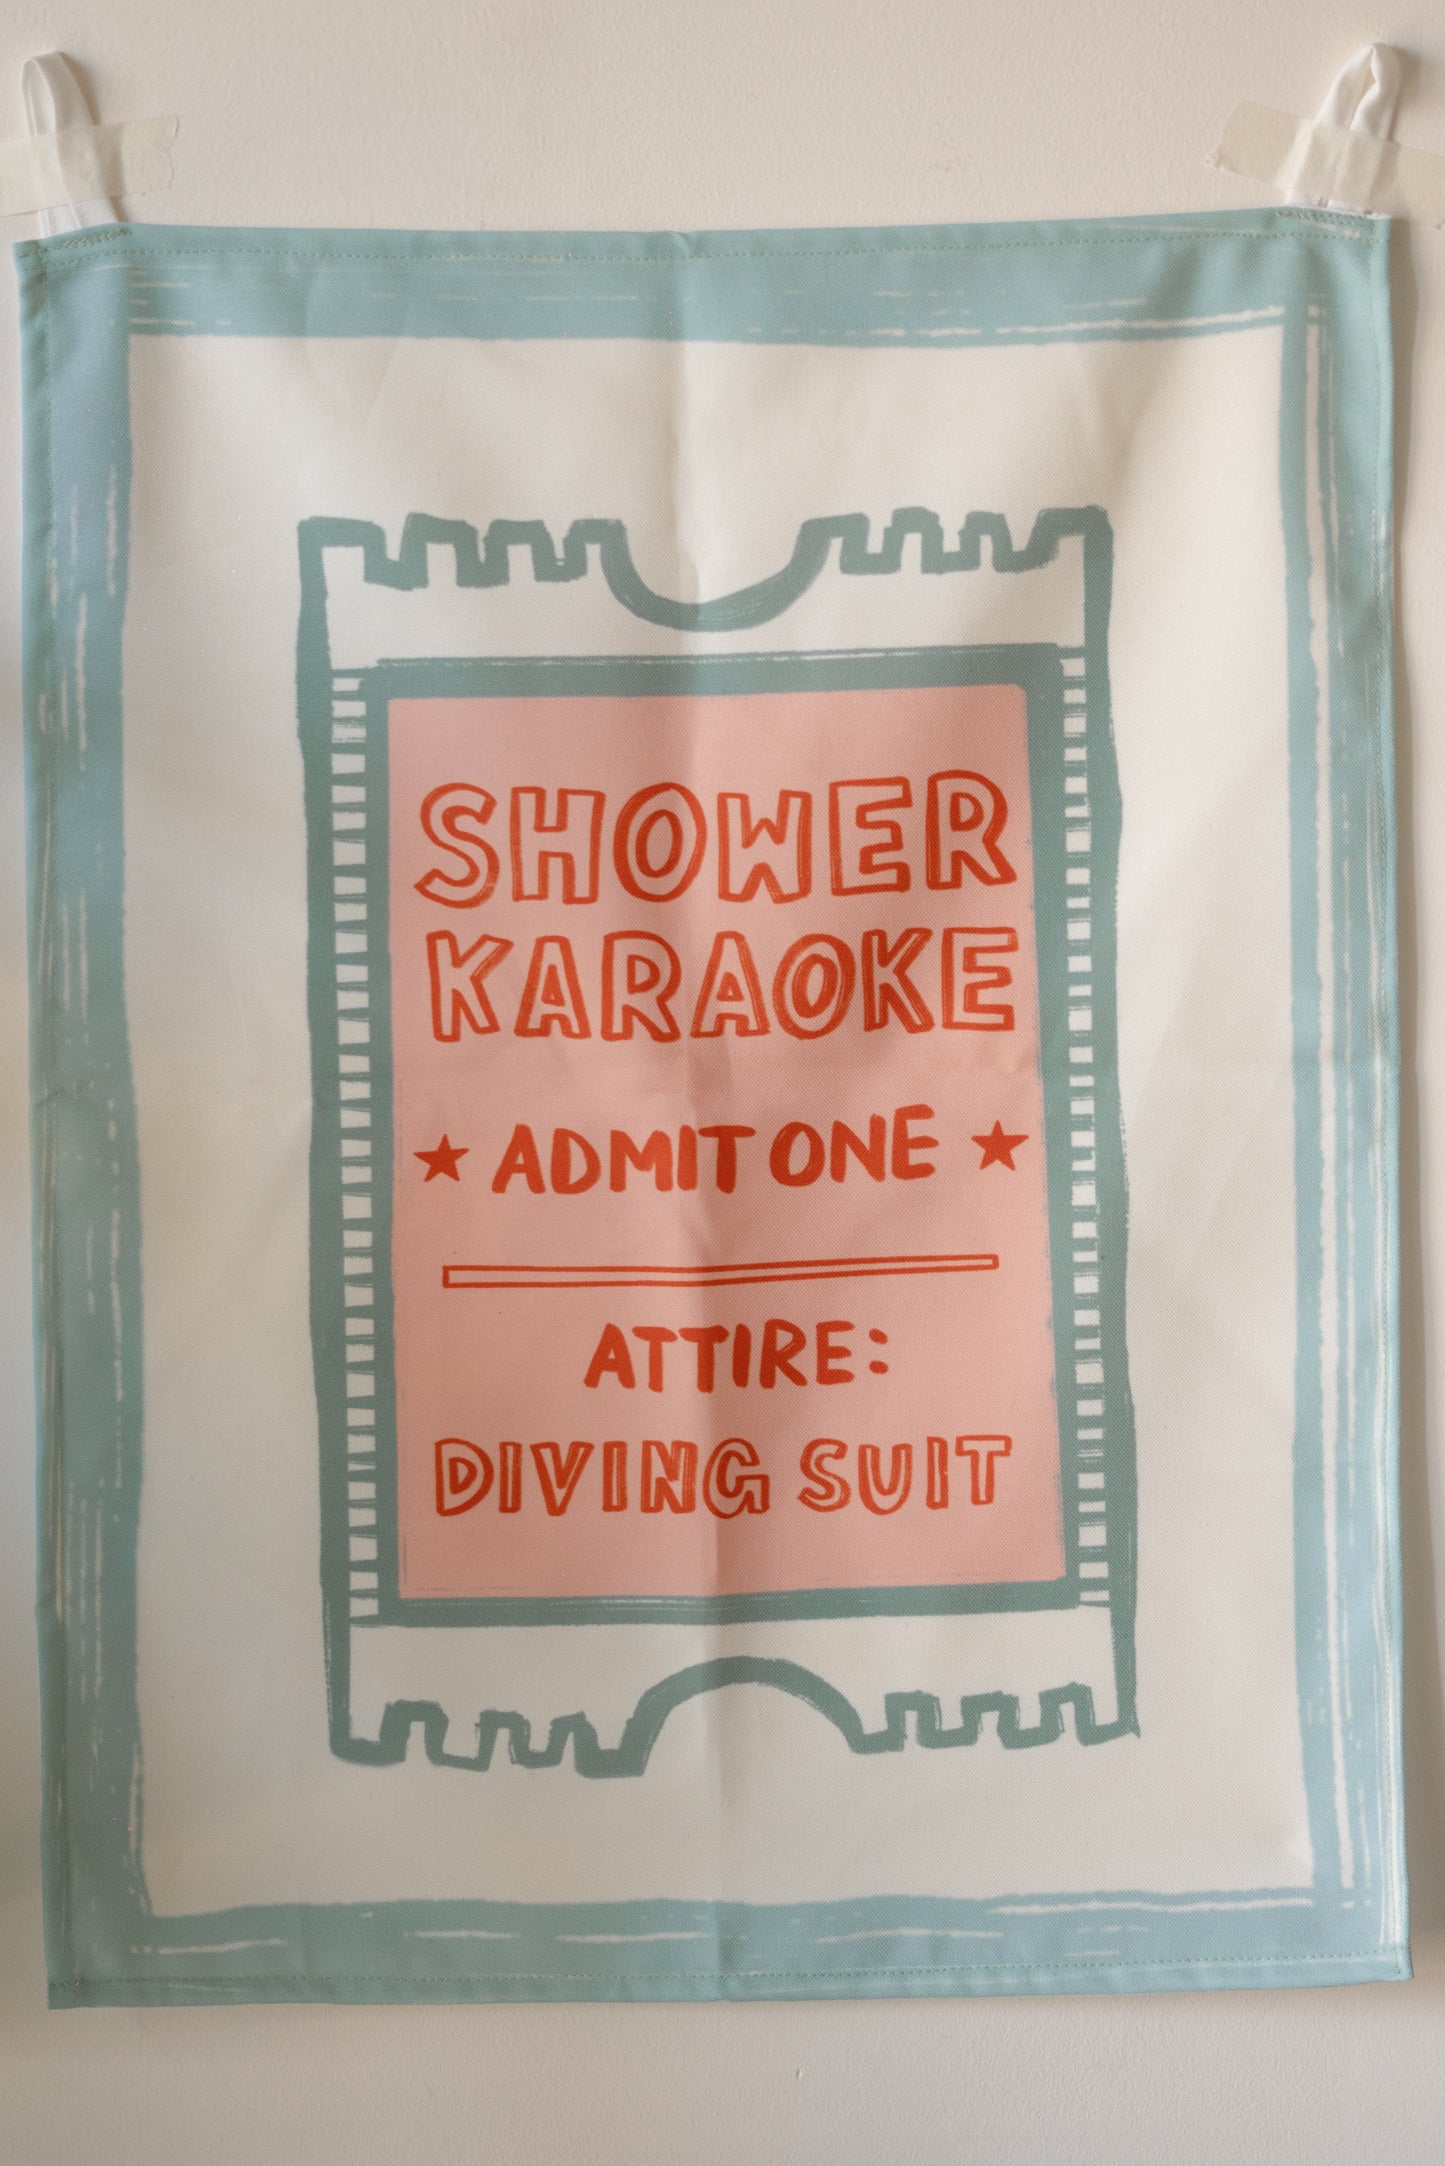 SHOWER
KARAOKE
★ ADMIT ONE ★
ATTIRE:
DIVING SUIT